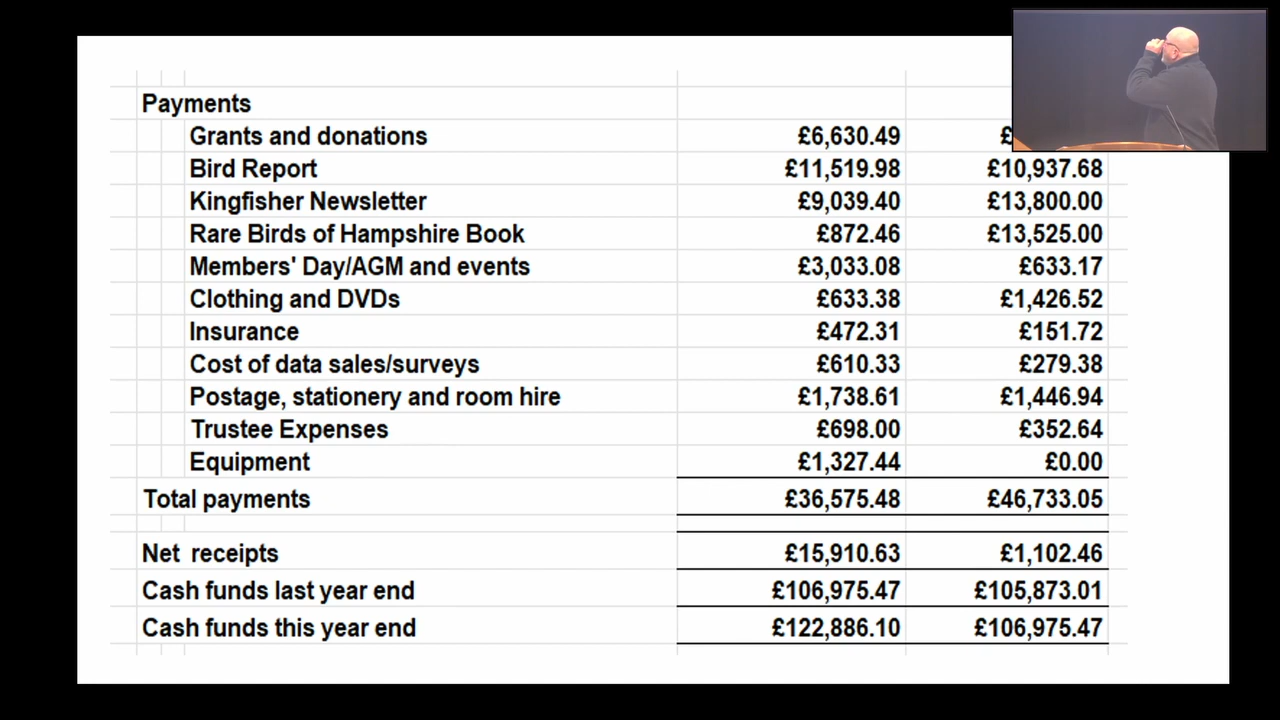 Payments
Grants and donations £6,630.49 £
Bird Report £11,519.98 £10,937.68
Kingfisher Newsletter £9,039.40 £13,800.00
Rare Birds of Hampshire Book £872.46 £13,525.00
Members' Day/AGM and events £3,033.08 £633.17
Clothing and DVDs £633.38 £1,426.52
Insurance £472.31 £151.72
Cost of data sales/surveys £610.33 £279.38
Postage, stationery and room hire £1,738.61 £1,446.94
Trustee Expenses £698.00 £352.64
Equipment £1,327.44 £0.00
Total payments £36,575.48 £46,733.05
Net receipts £15,910.63 £1,102.46
Cash funds last year end £106,975.47 £105,873.01
Cash funds this year end £122,886.10 £106,975.47